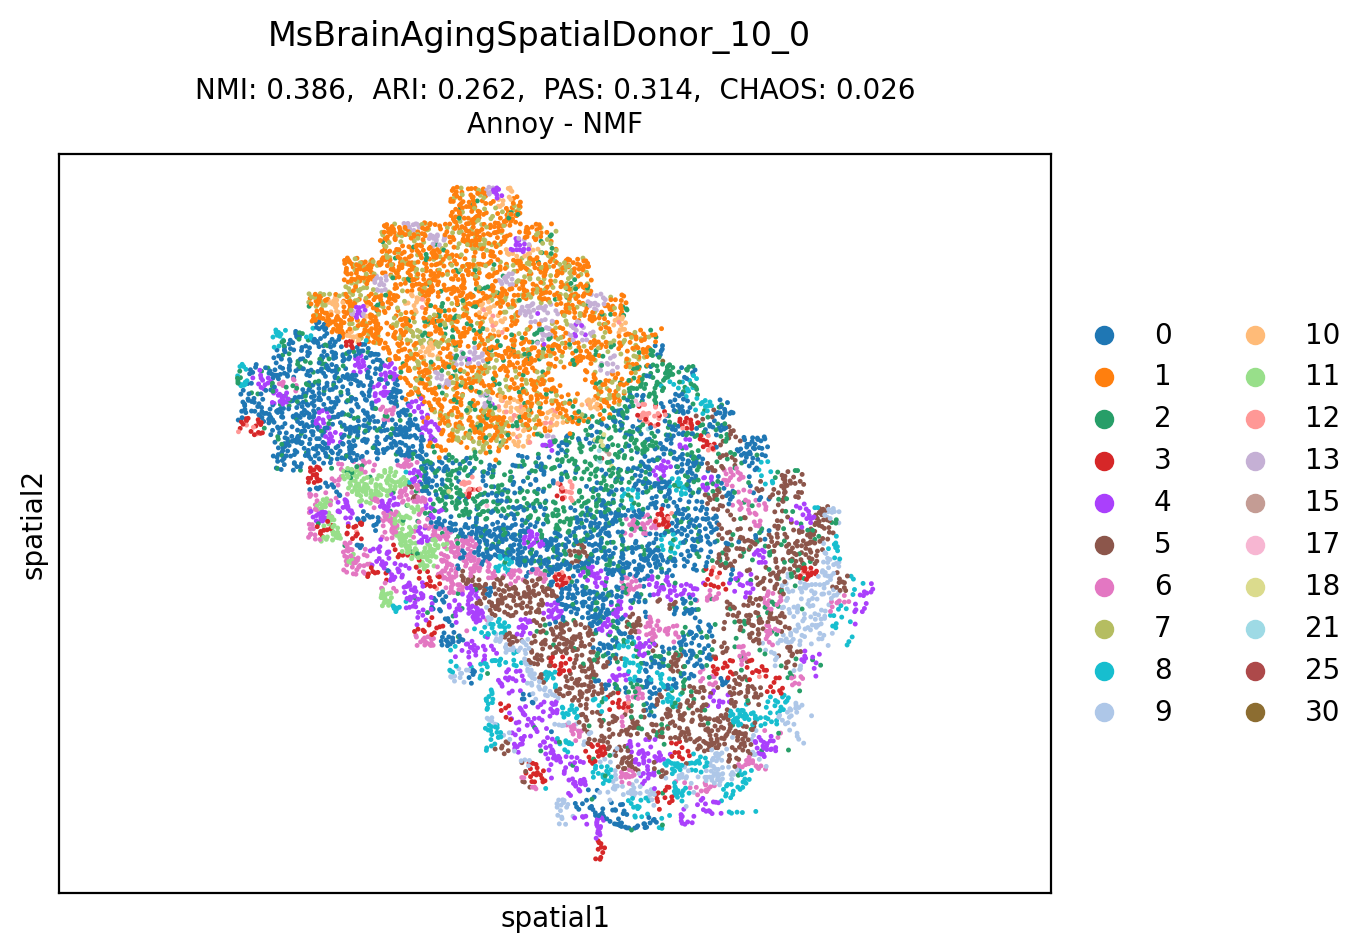 MsBrainAgingSpatialDonor_10_0
NMI: 0.386,  ARI: 0.262,  PAS: 0.314,  CHAOS: 0.026
Annoy - NMF
spatial2
spatial1
0 10
1 11
2 12
3 13
4 15
5 17
6 18
7 21
8 25
9 30